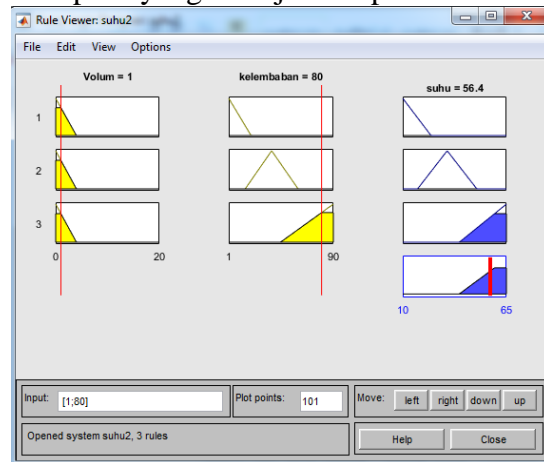 Rule Viewer: suhu2
File Edit View Options
Volum = 1 kelembaban = 80 suhu = 56.4
1
2
3
0 20 1 90
10 65
Input: [1;80] Plot points: 101 Move: left right down up
Opened system suhu2, 3 rules Help Close